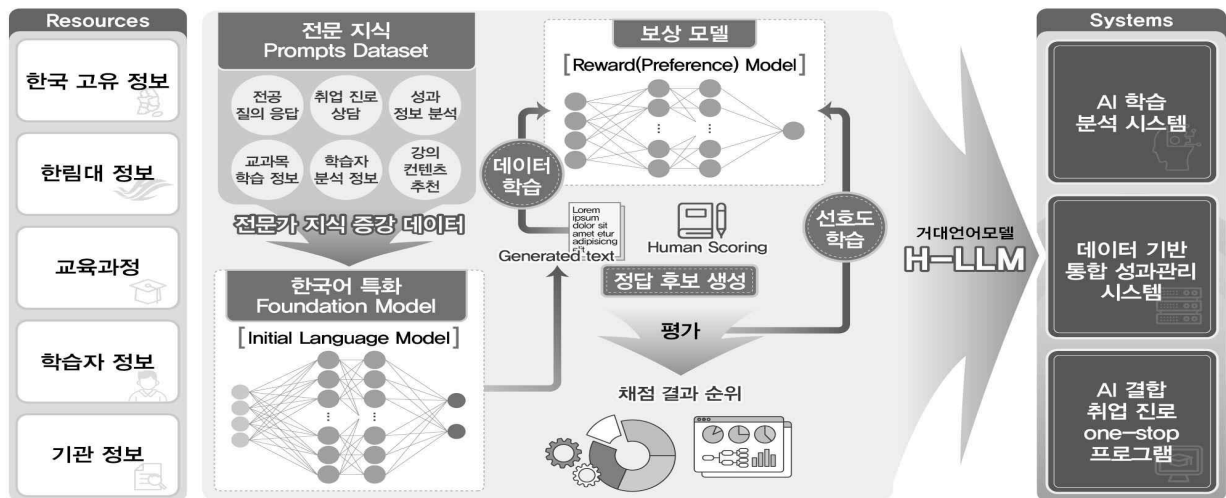 Resources
한국 고유 정보
한림대 정보
교육과정
학습자 정보
기관 정보
전문 지식
Prompts Dataset
전공
질의 응답
취업 진로
상담
성과
정보 분석
교과목
학습 정보
학습자
분석 정보
강의
컨텐츠
추천
전문가 지식 증강 데이터
한국어 특화
Foundation Model
[Initial Language Model]
보상 모델
[Reward(Preference) Model]
데이터
학습
Lorem
ipsum
dolor sit
amet etur
adipisicng
sit
Generated text
Human Scoring
정답 후보 생성
평가
채점 결과 순위
선호도
학습
거대언어모델
H-LLM
Systems
AI 학습
분석 시스템
데이터 기반
통합 성과관리
시스템
AI 결합
취업 진로
one-stop
프로그램